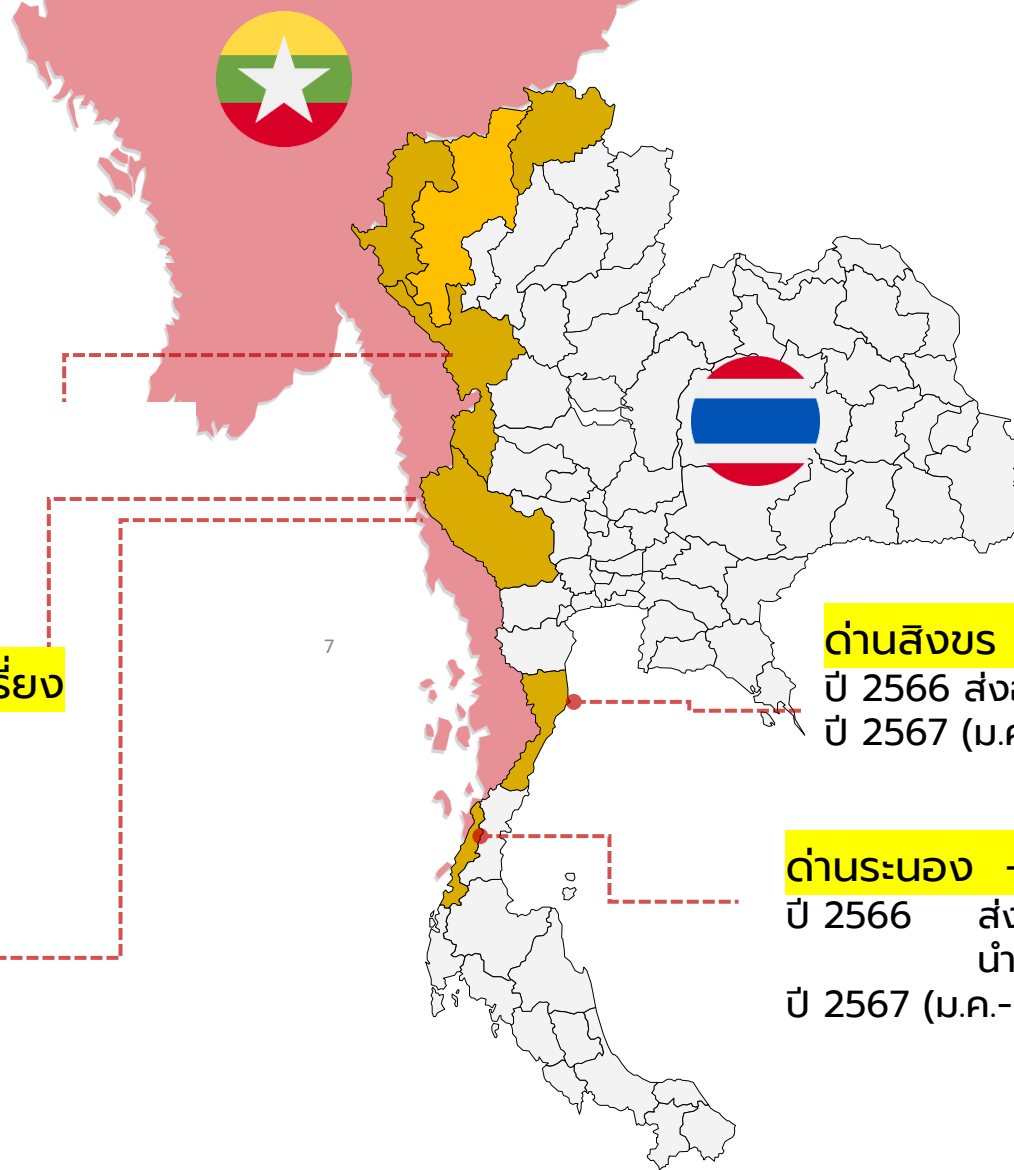 7
รี่ยง
ด่านสิงขร
ปี 2566 ส่ง
ปี 2567 (ม.ค
ด่านระนอง -
ปี 2566 ส่ง
นำ
ปี 2567 (ม.ค.-